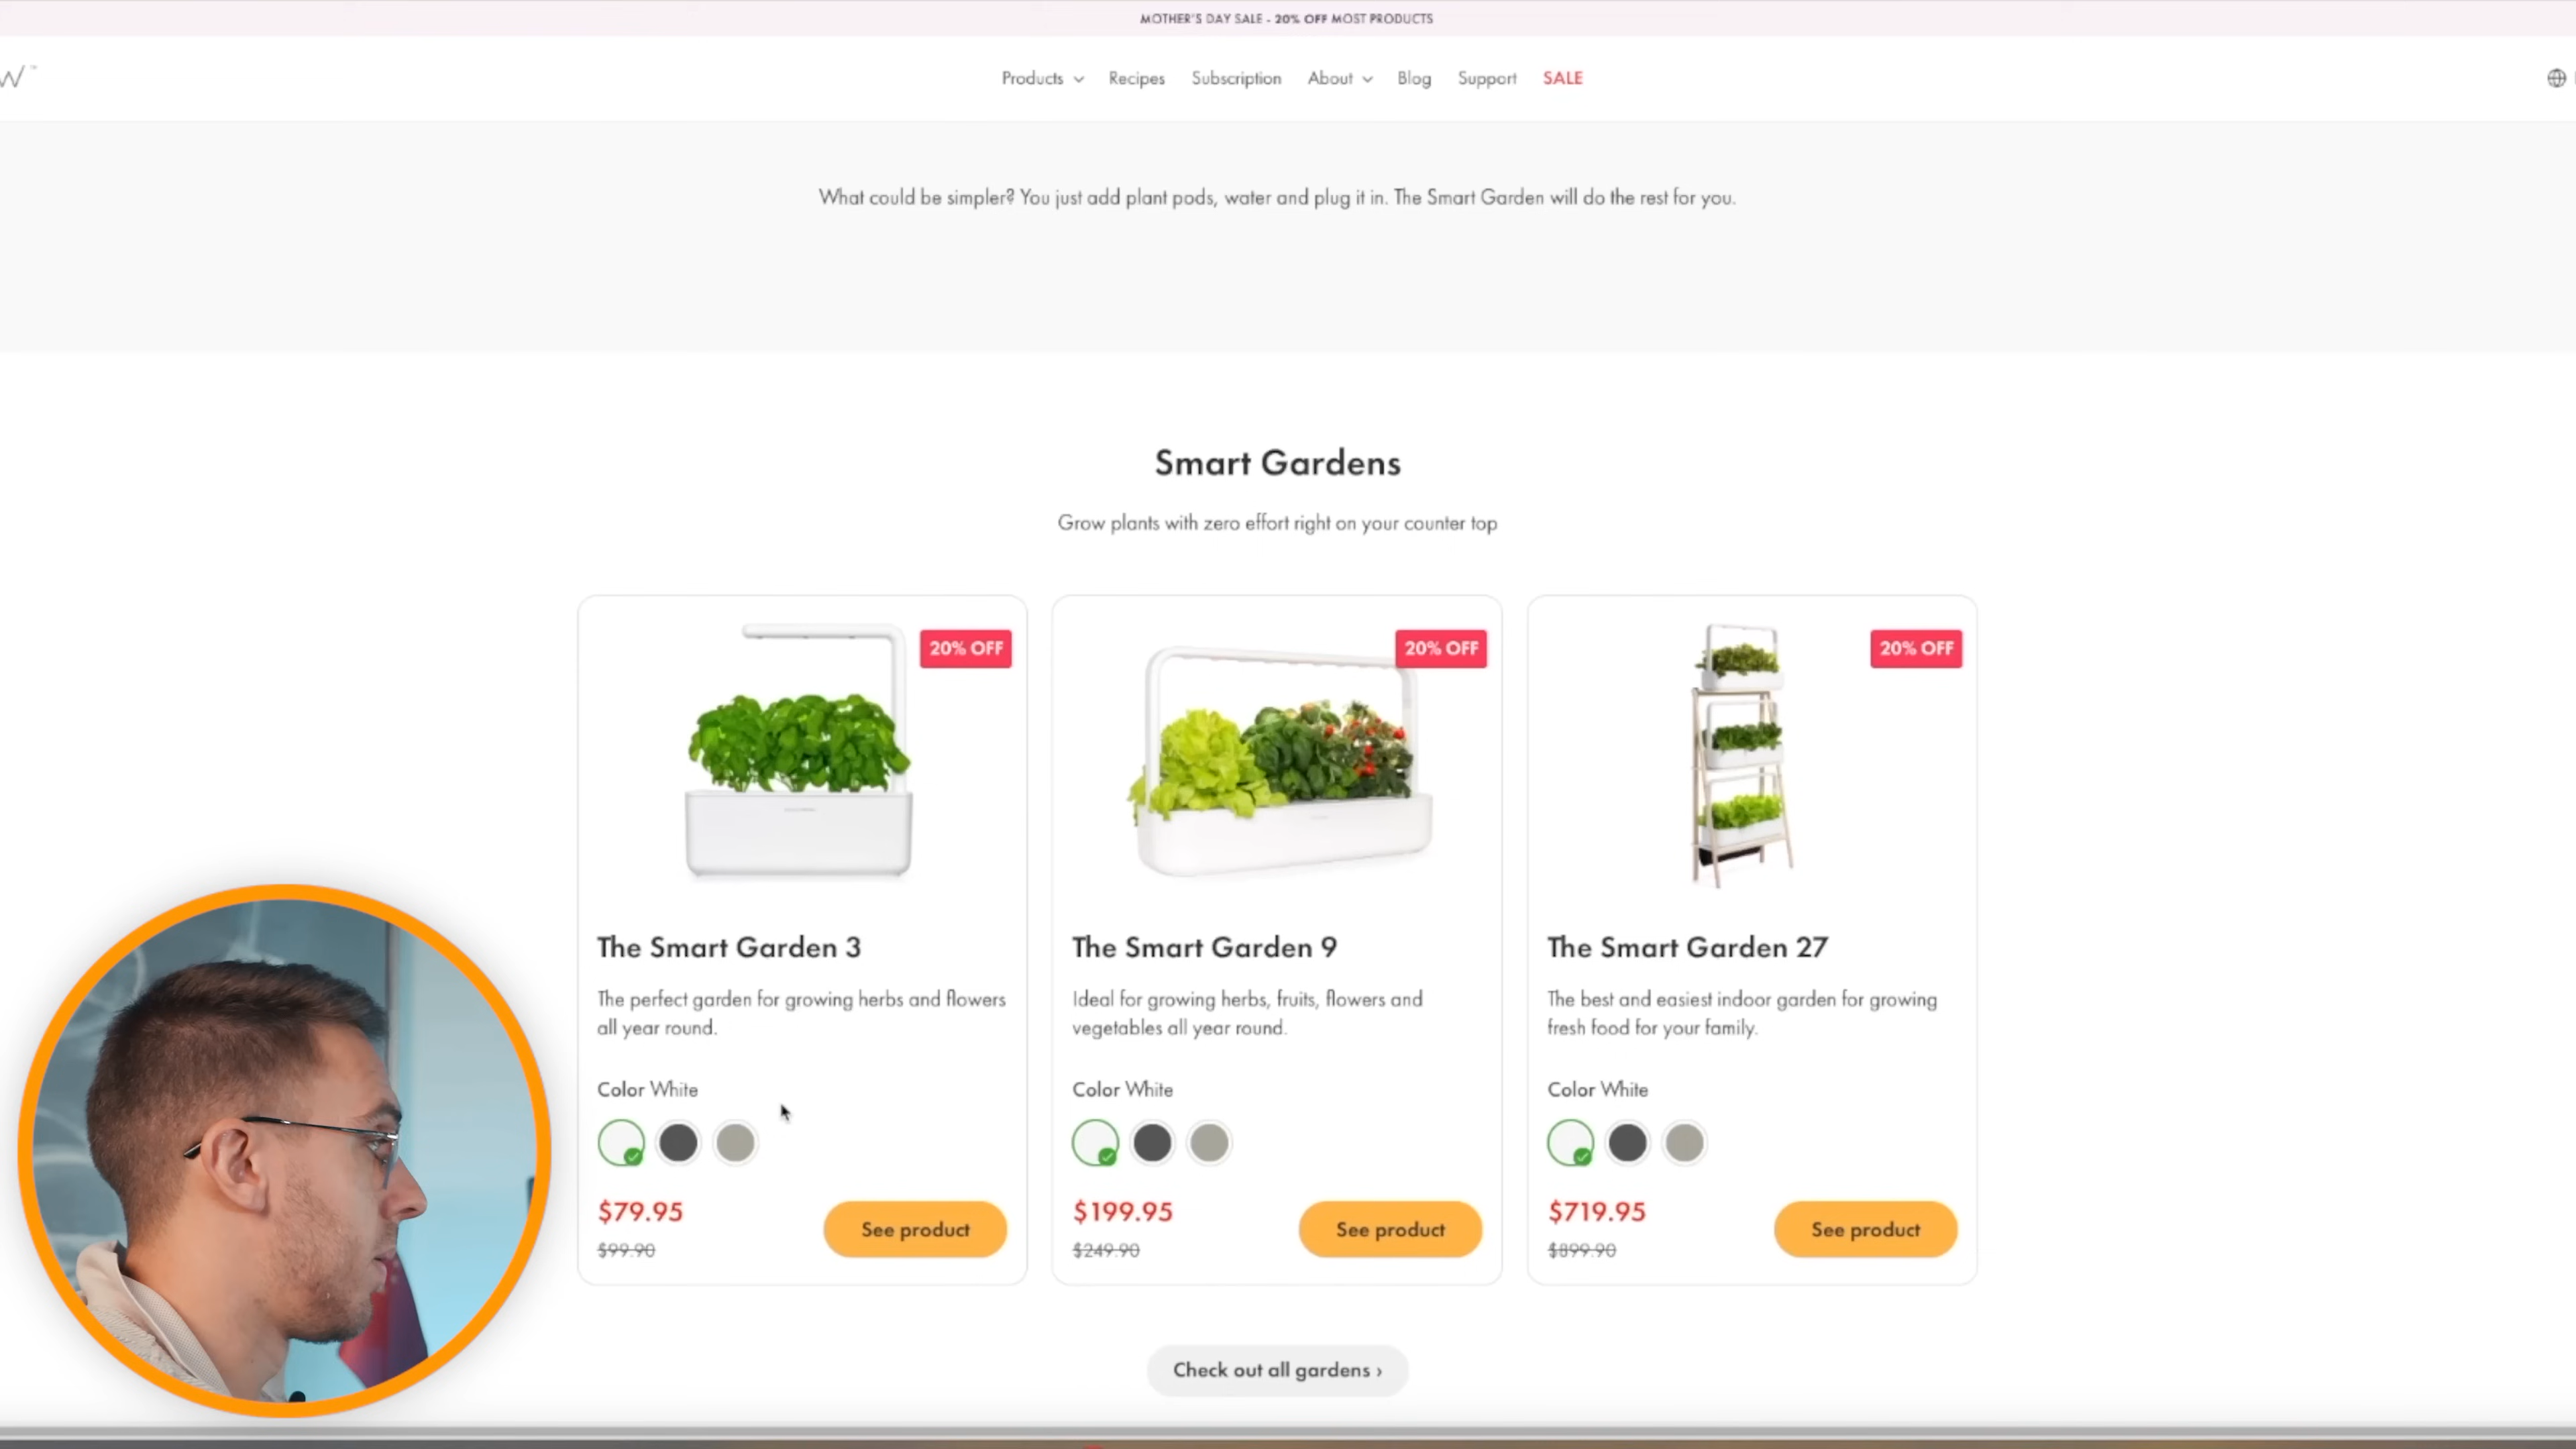 MOTHER'S DAY SALE - 20% OFF MOST PRODUCTS
W™
Products
Recipes
Subscription
About
Blog
Support
SALE
What could be simpler? You just add plant pods, water and plug it in. The Smart Garden will do the rest for you.
Smart Gardens
Grow plants with zero effort right on your counter top
20% OFF
The Smart Garden 3
The perfect garden for growing herbs and flowers
all year round.
Color White
$79.95
$99.90
See product
20% OFF
The Smart Garden 9
Ideal for growing herbs, fruits, flowers and
vegetables all year round.
Color White
$199.95
$249.90
See product
20% OFF
The Smart Garden 27
The best and easiest indoor garden for growing
fresh food for your family.
Color White
$719.95
$899.90
See product
Check out all gardens ›